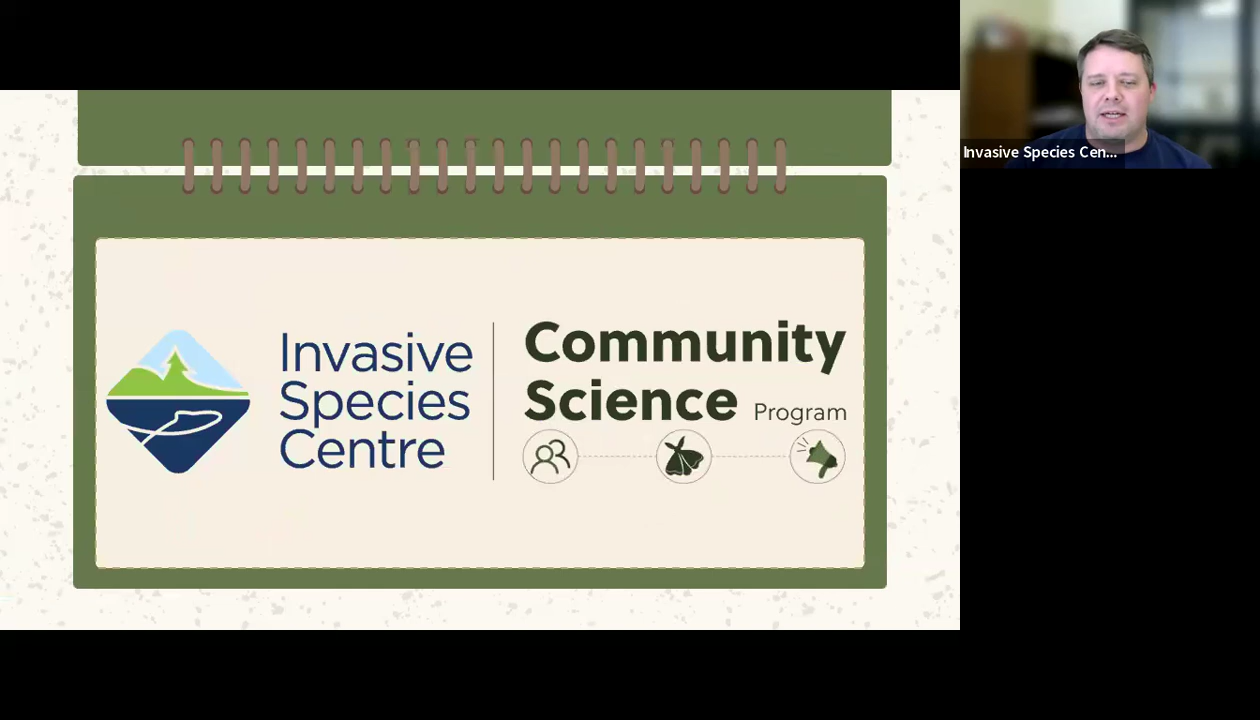 Invasive
Species
Centre
Community
Science Program
Invasive Species Cen...